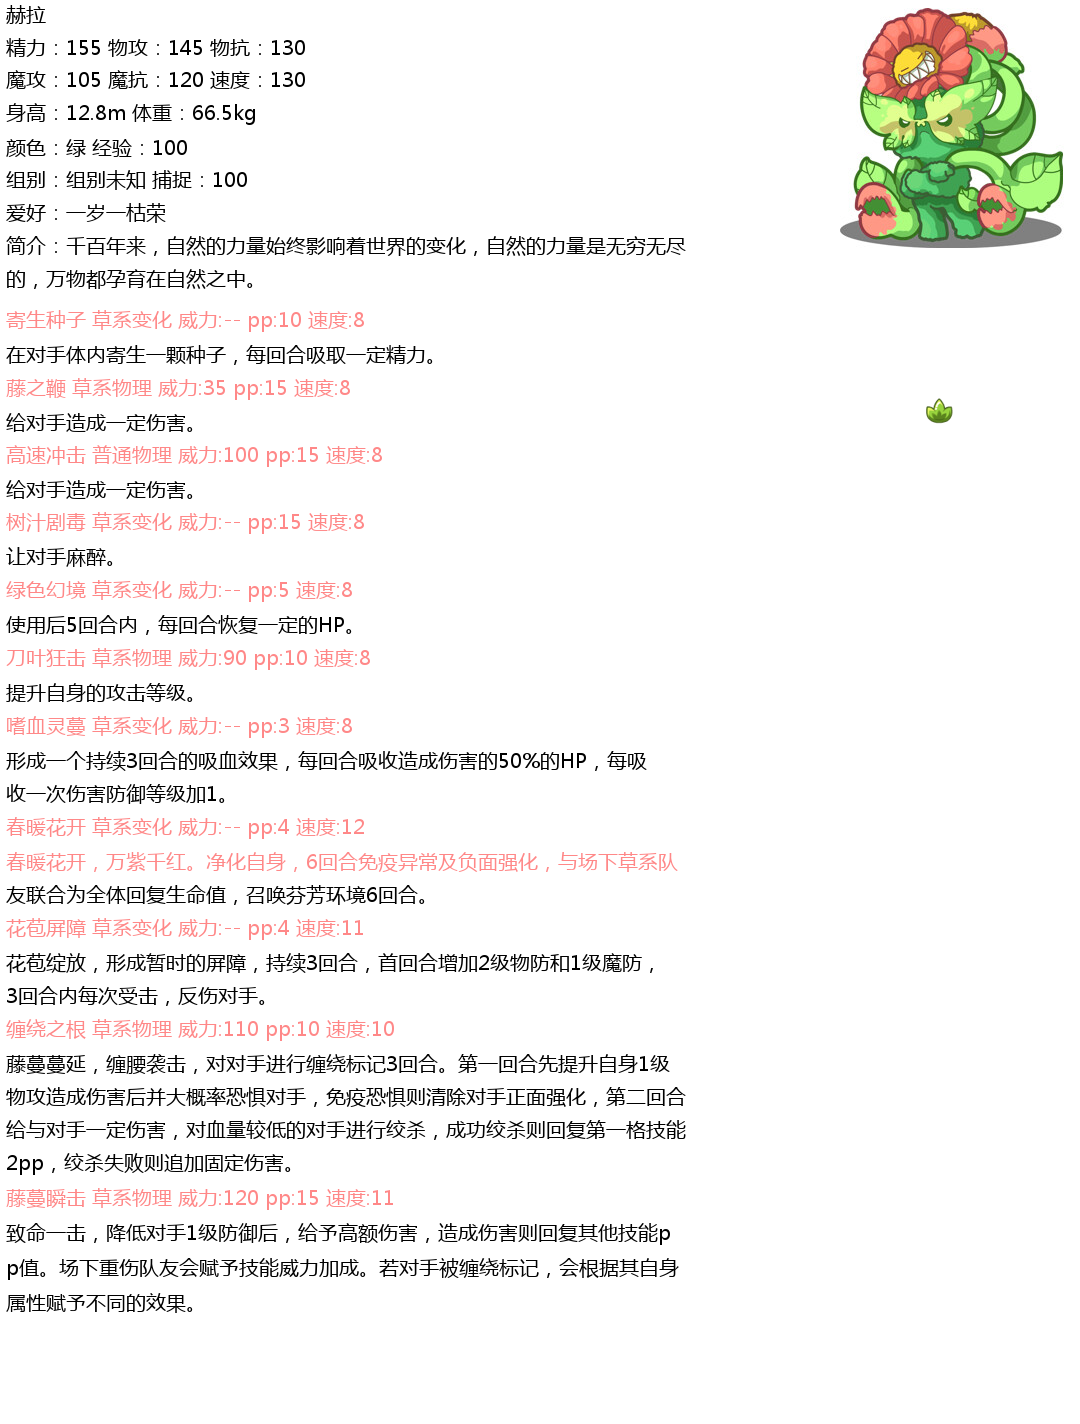 赫拉
精力：155 物攻：145 物抗：130
魔攻：105 魔抗：120 速度：130
身高：12.8m 体重：66.5kg
颜色：绿 经验：100
组别：组别未知 捕捉：100
爱好：一岁一枯荣
简介：千百年来，自然的力量始终影响着世界的变化，自然的力量是无穷无尽
的，万物都孕育在自然之中。
寄生种子 草系变化 威力:-- pp:10 速度:8
在对手体内寄生一颗种子，每回合吸取一定精力。
藤之鞭 草系物理 威力:35 pp:15 速度:8
给对手造成一定伤害。
高速冲击 普通物理 威力:100 pp:15 速度:8
给对手造成一定伤害。
树汁剧毒 草系变化 威力:-- pp:15 速度:8
让对手麻醉。
绿色幻境 草系变化 威力:-- pp:5 速度:8
使用后5回合内，每回合恢复一定的HP。
刀叶狂击 草系物理 威力:90 pp:10 速度:8
提升自身的攻击等级。
嗜血灵蔓 草系变化 威力:-- pp:3 速度:8
形成一个持续3回合的吸血效果，每回合吸收造成伤害的50%的HP，每吸
收一次伤害防御等级加1。
春暖花开 草系变化 威力:-- pp:4 速度:12
春暖花开，万紫千红。净化自身，6回合免疫异常及负面强化，与场下草系队
友联合为全体回复生命值，召唤芬芳环境6回合。
花苞屏障 草系变化 威力:-- pp:4 速度:11
花苞绽放，形成暂时的屏障，持续3回合，首回合增加2级物防和1级魔防，
3回合内每次受击，反伤对手。
缠绕之根 草系物理 威力:110 pp:10 速度:10
藤蔓蔓延，缠腰袭击，对对手进行缠绕标记3回合。第一回合先提升自身1级
物攻造成伤害后并大概率恐惧对手，免疫恐惧则清除对手正面强化，第二回合
给与对手一定伤害，对血量较低的对手进行绞杀，成功绞杀则回复第一格技能
2pp，绞杀失败则追加固定伤害。
藤蔓瞬击 草系物理 威力:120 pp:15 速度:11
致命一击，降低对手1级防御后，给予高额伤害，造成伤害则回复其他技能p
p值。场下重伤队友会赋予技能威力加成。若对手被缠绕标记，会根据其自身
属性赋予不同的效果。